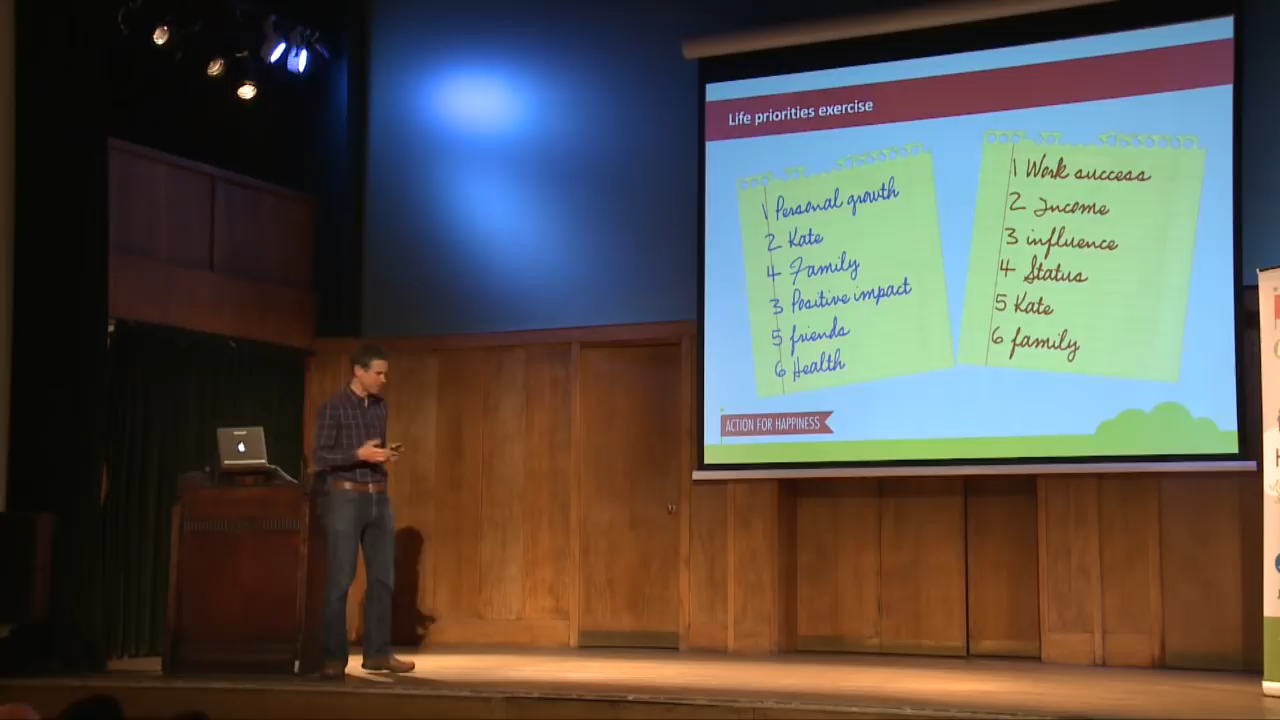 Life priorities exercise
1 Personal growth
2 Kate
4 Family
3 Positive impact
5 friends
6 Health
1 Work success
2 Income
3 influence
4 Status
5 Kate
6 family
ACTION FOR HAPPINESS